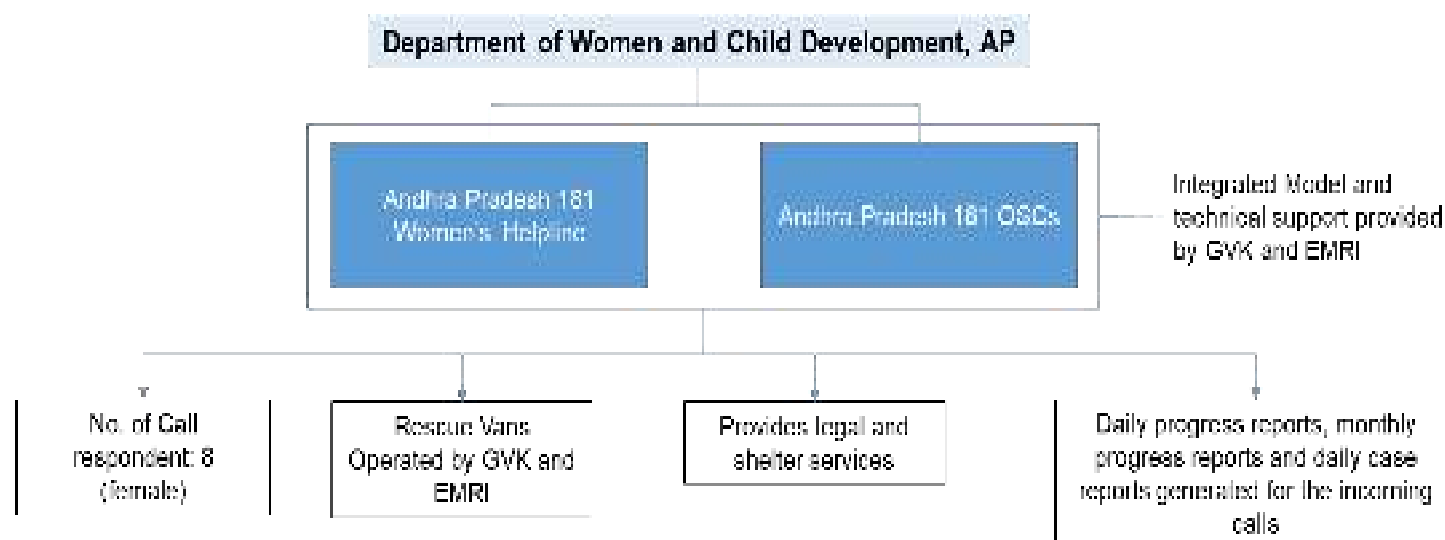 Department of Women and Child Development, AP
Andhra Pradesh 181
Women's Helpline
Andhra Pradesh 181 OSCs
Integrated Model and
technical support provided
by GVK and EMRI
No. of Call
respondent: 8
(female)
Rescue Vans
Operated by GVK and
EMRI
Provides legal and
shelter services
Daily progress reports, monthly
progress reports and daily case
reports generated for the incoming
calls